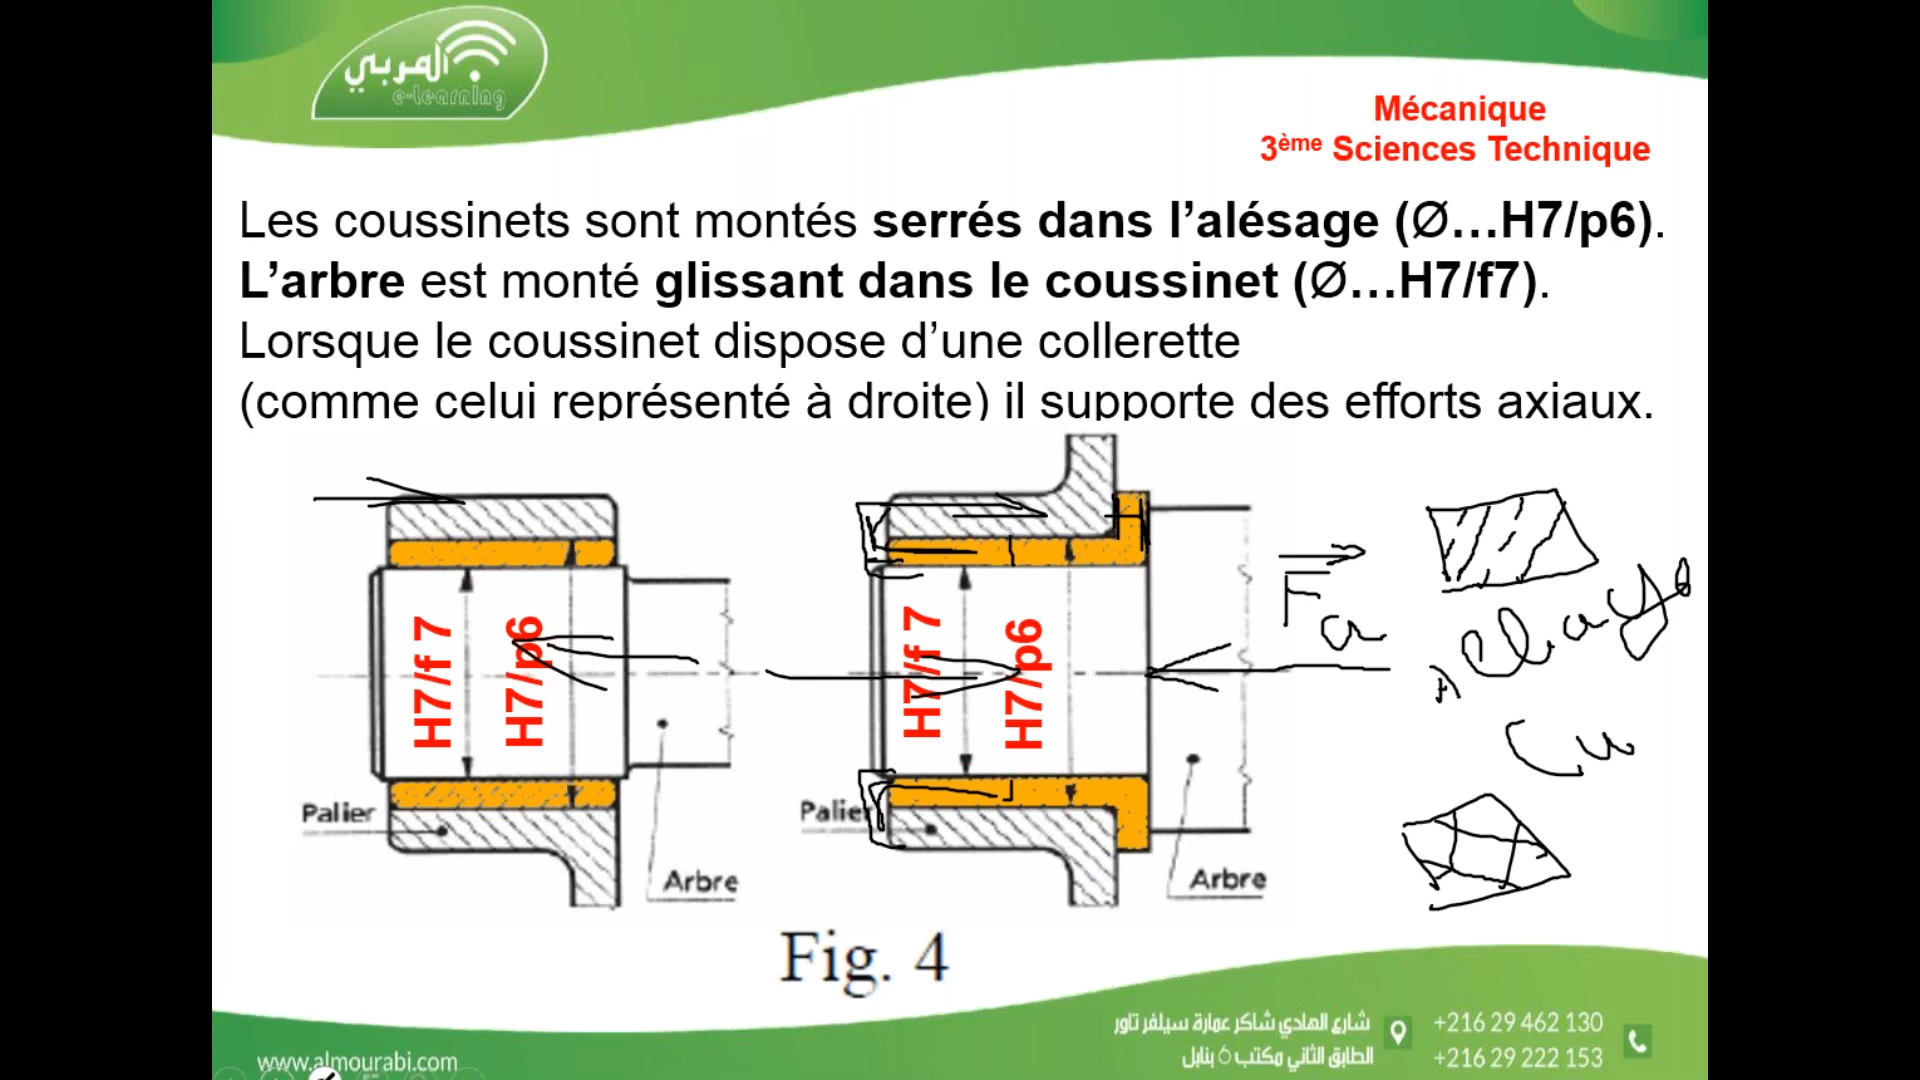 المربي
e-learning
Mécanique
3ème Sciences Technique
Les coussinets sont montés serrés dans l’alésage (Ø…H7/p6).
L’arbre est monté glissant dans le coussinet (Ø…H7/f7).
Lorsque le coussinet dispose d’une collerette
(comme celui représenté à droite) il supporte des efforts axiaux.
H7/f 7
H7/p6
Palier
Arbre
H7/f 7
H7/p6
Palier
Arbre
Fa
Cu
Fig. 4
شارع الهادي شاكر عمارة سيلفر تاور
الطابق الثاني مكتب 6 بنابل
+216 29 462 130
+216 29 222 153
www.almourabi.com